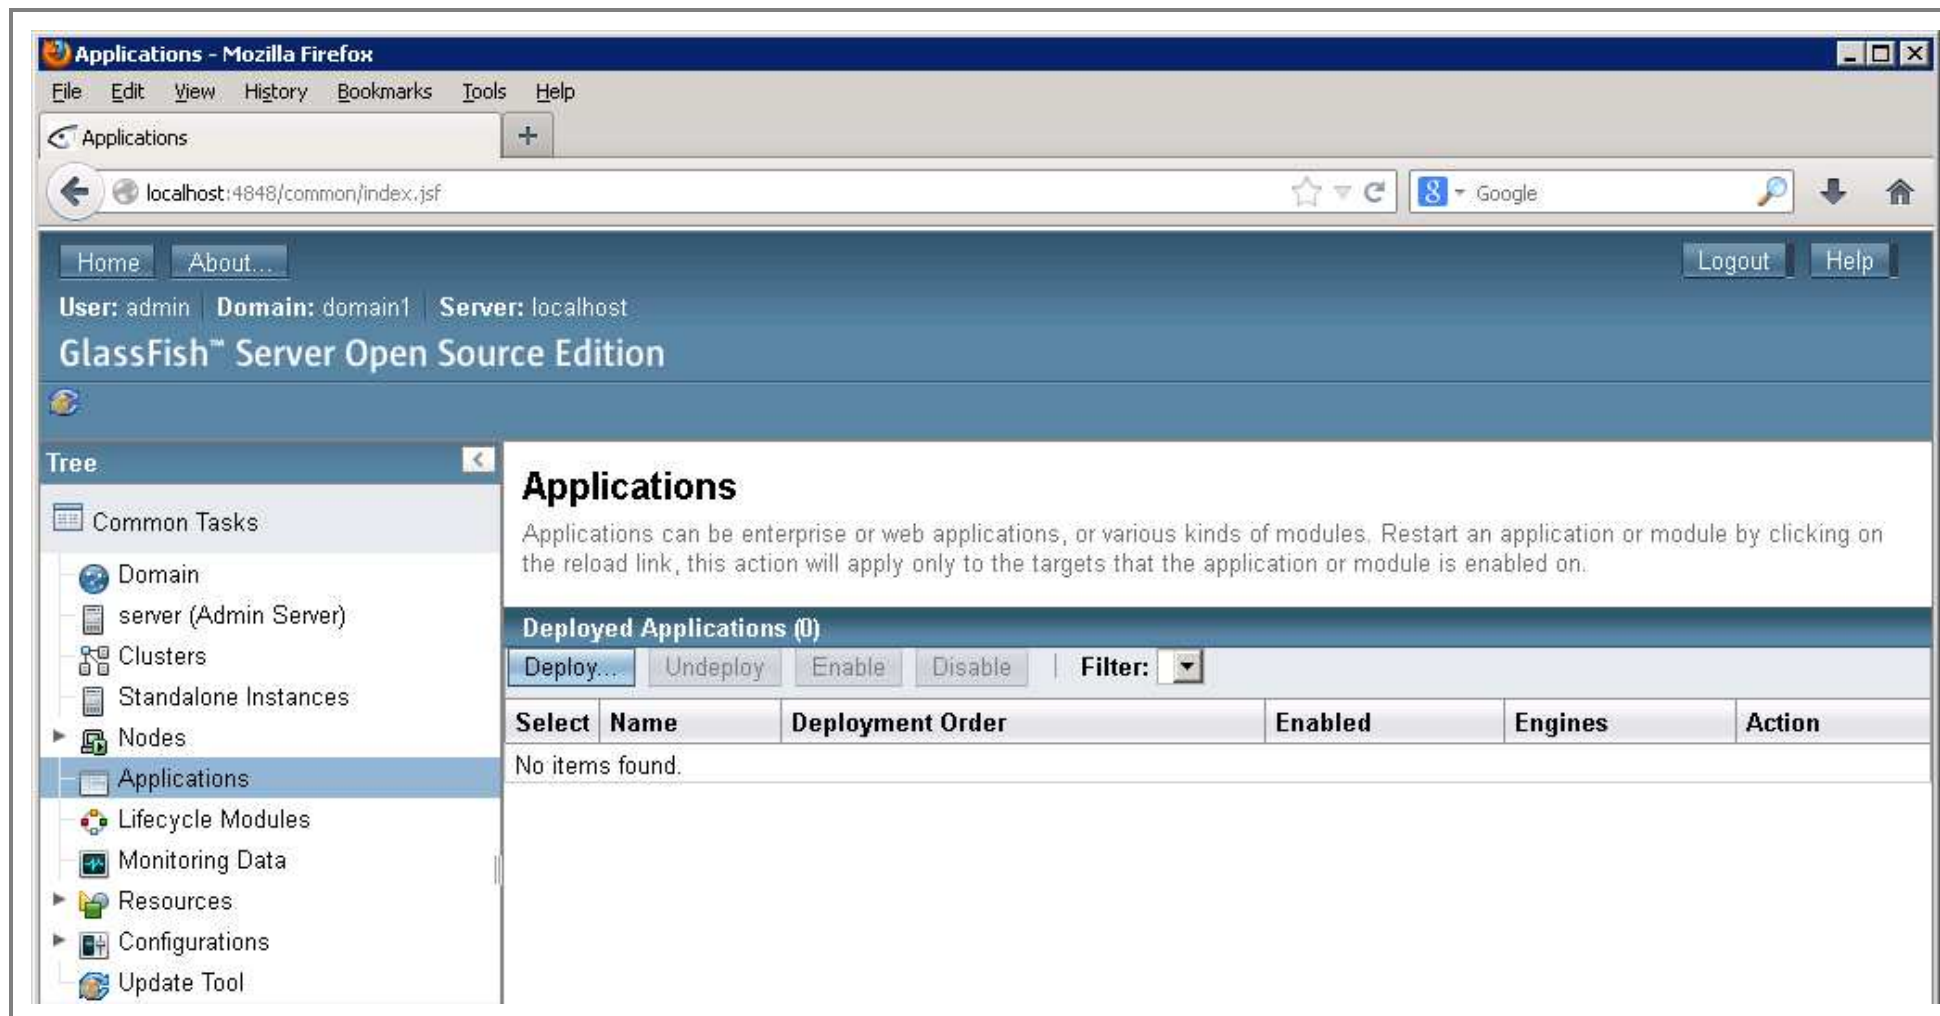 Applications - Mozilla Firefox
File Edit View History Bookmarks Tools Help
Applications +
localhost:4848/common/index.jsf 8 Google
Home About... Logout Help
User: admin Domain: domain1 Server: localhost
GlassFish™ Server Open Source Edition
Tree
Common Tasks
Domain
server (Admin Server)
Clusters
Standalone Instances
Nodes
Applications
Lifecycle Modules
Monitoring Data
Resources
Configurations
Update Tool
Applications
Applications can be enterprise or web applications, or various kinds of modules. Restart an application or module by clicking on
the reload link, this action will apply only to the targets that the application or module is enabled on.
Deployed Applications (0)
Deploy... Undeploy Enable Disable Filter:
Select Name Deployment Order Enabled Engines Action
No items found.